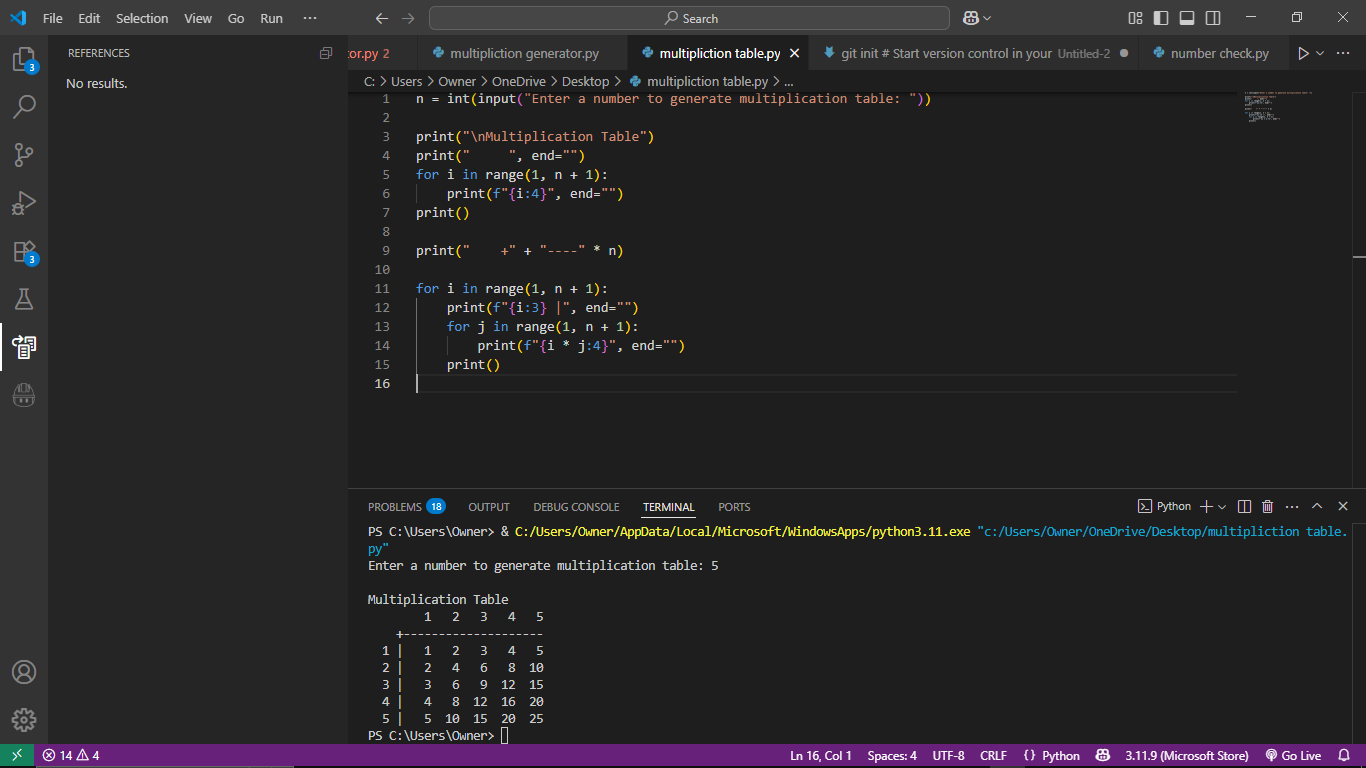 File Edit Selection View Go Run ··· Search
REFERENCES
No results.
3
3
tor.py 2 multipliction generator.py multipliction table.py git init # Start version control in your Untitled-2 number check.py
C: > Users > Owner > OneDrive > Desktop > multipliction table.py > ...
1 n = int(input("Enter a number to generate multiplication table: "))
2
3 print("\nMultiplication Table")
4 print("     ", end="")
5 for i in range(1, n + 1):
6     print(f"{i:4}", end="")
7 print()
8
9 print("    +" + "----" * n)
10
11 for i in range(1, n + 1):
12     print(f"{i:3} |", end="")
13     for j in range(1, n + 1):
14         print(f"{i * j:4}", end="")
15     print()
16
PROBLEMS 18 OUTPUT DEBUG CONSOLE TERMINAL PORTS Python
PS C:\Users\Owner> & C:/Users/Owner/AppData/Local/Microsoft/WindowsApps/python3.11.exe "c:/Users/Owner/OneDrive/Desktop/multipliction table.
py"
Enter a number to generate multiplication table: 5
Multiplication Table
        1   2   3   4   5
    +--------------------
  1 |   1   2   3   4   5
  2 |   2   4   6   8  10
  3 |   3   6   9  12  15
  4 |   4   8  12  16  20
  5 |   5  10  15  20  25
PS C:\Users\Owner>
14 4 Ln 16, Col 1 Spaces: 4 UTF-8 CRLF {} Python 3.11.9 (Microsoft Store) Go Live